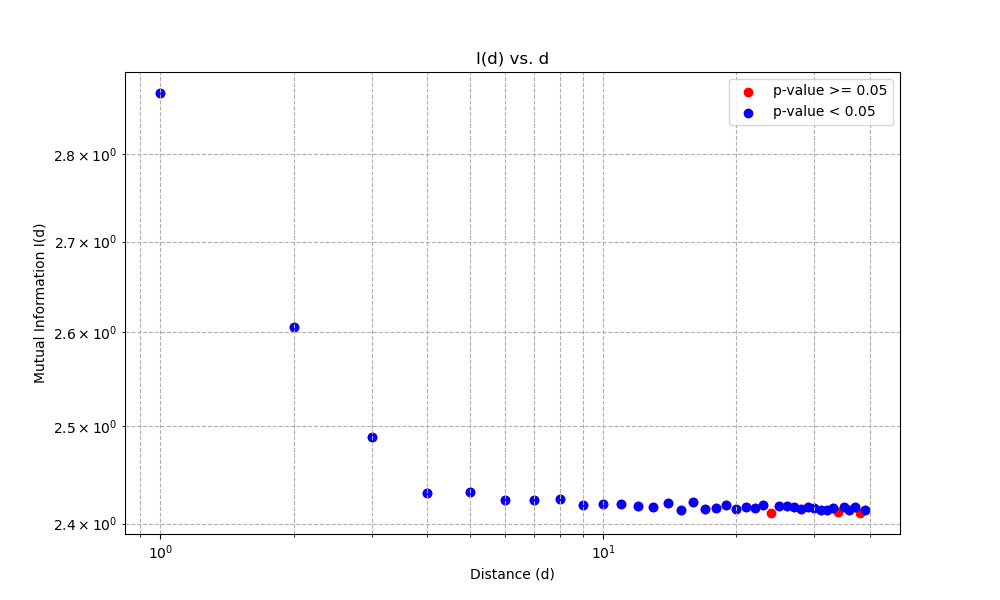 I(d) vs. d
p-value >= 0.05
p-value < 0.05
Mutual Information I(d)
2.8 × 10⁰
2.7 × 10⁰
2.6 × 10⁰
2.5 × 10⁰
2.4 × 10⁰
10⁰
10¹
Distance (d)